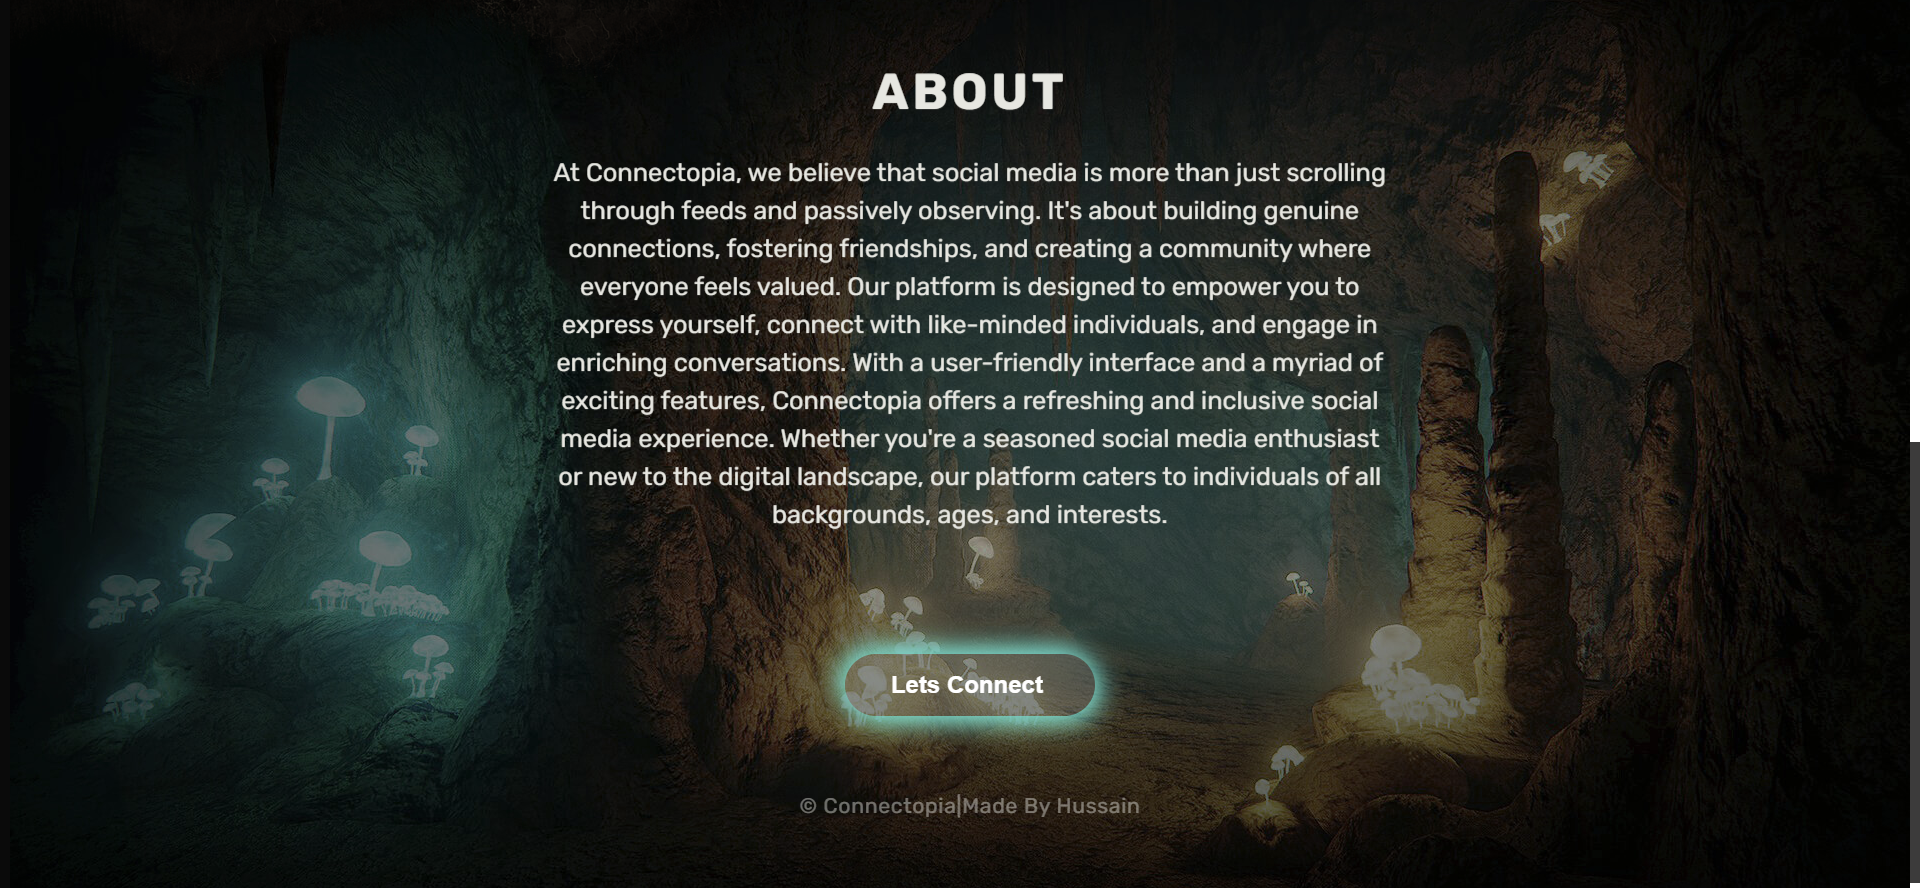 ABOUT
At Connectopia, we believe that social media is more than just scrolling
through feeds and passively observing. It's about building genuine
connections, fostering friendships, and creating a community where
everyone feels valued. Our platform is designed to empower you to
express yourself, connect with like-minded individuals, and engage in
enriching conversations. With a user-friendly interface and a myriad of
exciting features, Connectopia offers a refreshing and inclusive social
media experience. Whether you're a seasoned social media enthusiast
or new to the digital landscape, our platform caters to individuals of all
backgrounds, ages, and interests.
Lets Connect
© Connectopia|Made By Hussain